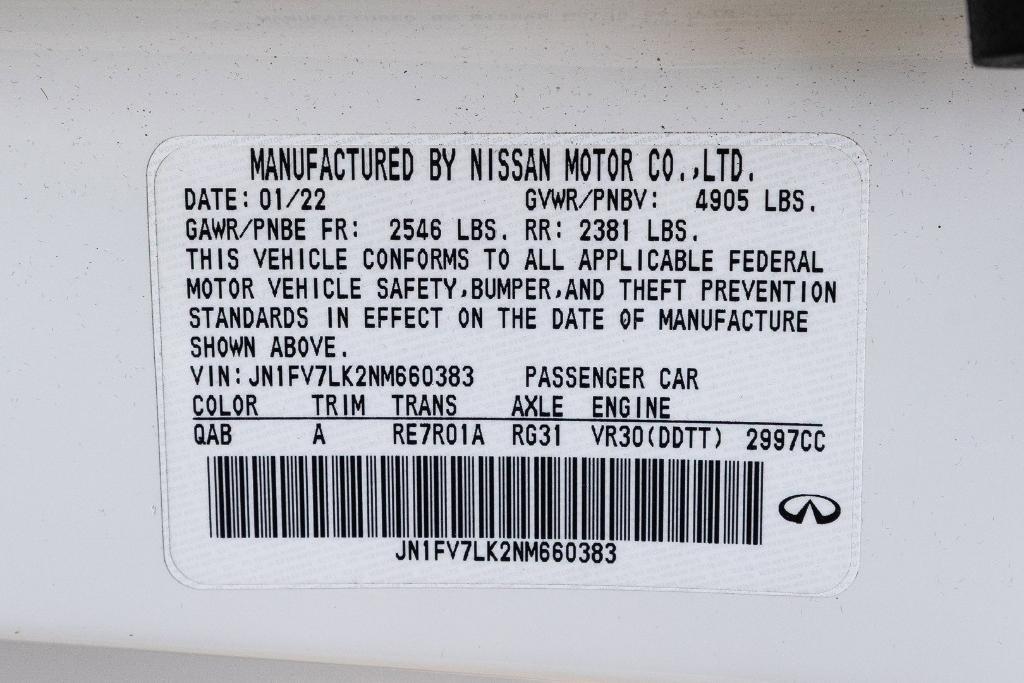 MANUFACTURED BY NISSAN MOTOR CO.,LTD.
DATE: 01/22 GVWR/PNBV: 4905 LBS.
GAWR/PNBE FR: 2546 LBS. RR: 2381 LBS.
THIS VEHICLE CONFORMS TO ALL APPLICABLE FEDERAL
MOTOR VEHICLE SAFETY,BUMPER,AND THEFT PREVENTION
STANDARDS IN EFFECT ON THE DATE OF MANUFACTURE
SHOWN ABOVE.
VIN: JN1FV7LK2NM660383 PASSENGER CAR
COLOR TRIM TRANS AXLE ENGINE
QAB A RE7R01A RG31 VR30(DDTT) 2997CC
JN1FV7LK2NM660383